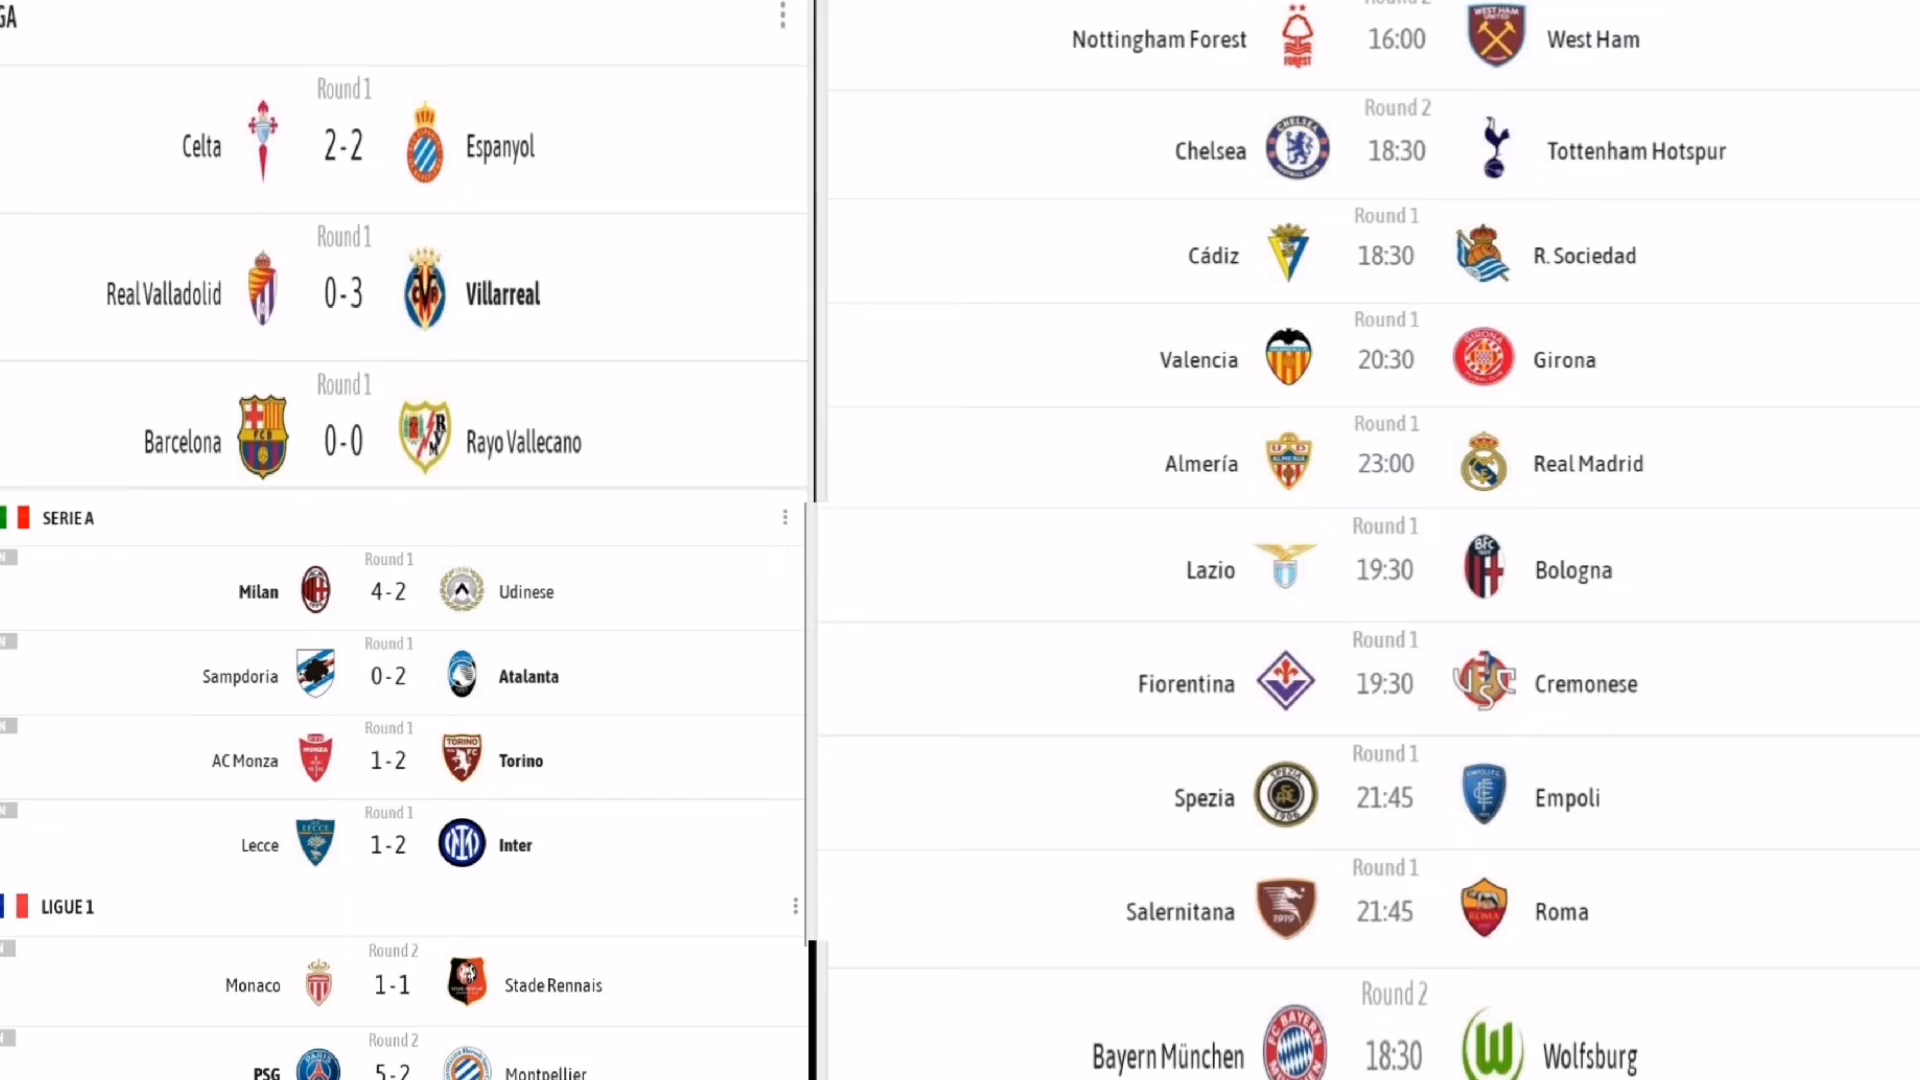 GA
Round 1
Celta 2-2 Espanyol
Round 1
Real Valladolid 0-3 Villarreal
Round 1
Barcelona 0-0 Rayo Vallecano
SERIE A
Round 1
Milan 4-2 Udinese
Round 1
Sampdoria 0-2 Atalanta
Round 1
AC Monza 1-2 Torino
Round 1
Lecce 1-2 Inter
LIGUE 1
Round 2
Monaco 1-1 Stade Rennais
Round 2
PSG 5-2 Montpellier
Round 2
Nottingham Forest 16:00 West Ham
Round 2
Chelsea 18:30 Tottenham Hotspur
Round 1
Cádiz 18:30 R. Sociedad
Round 1
Valencia 20:30 Girona
Round 1
Almería 23:00 Real Madrid
Round 1
Lazio 19:30 Bologna
Round 1
Fiorentina 19:30 Cremonese
Round 1
Spezia 21:45 Empoli
Round 1
Salernitana 21:45 Roma
Round 2
Bayern München 18:30 Wolfsburg